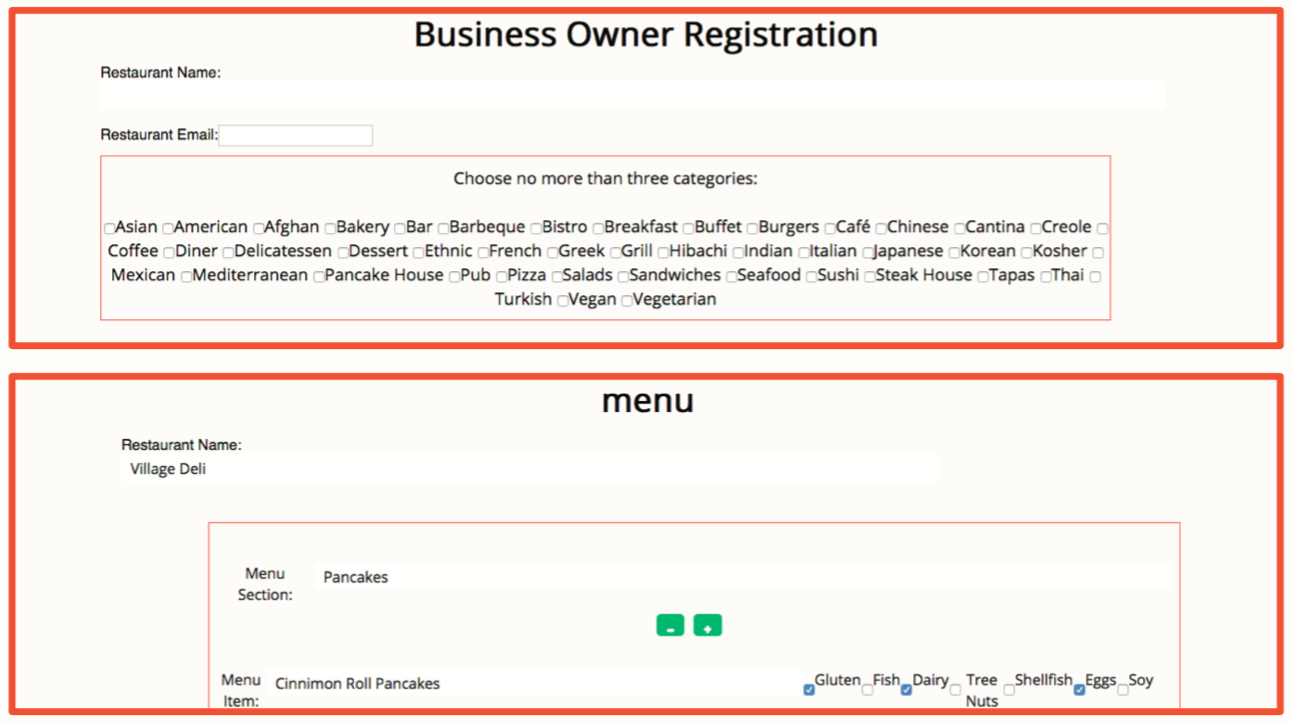 Business Owner Registration
Restaurant Name:
Restaurant Email:
Choose no more than three categories:
Asian American Afghan Bakery Bar Barbeque Bistro Breakfast Buffet Burgers Café Chinese Cantina Creole
Coffee Diner Delicatessen Dessert Ethnic French Greek Grill Hibachi Indian Italian Japanese Korean Kosher
Mexican Mediterranean Pancake House Pub Pizza Salads Sandwiches Seafood Sushi Steak House Tapas Thai
Turkish Vegan Vegetarian
menu
Restaurant Name:
Village Deli
Menu Section:
Pancakes
- +
Menu Item:
Cinnimon Roll Pancakes
Gluten Fish Dairy Tree Nuts Shellfish Eggs Soy